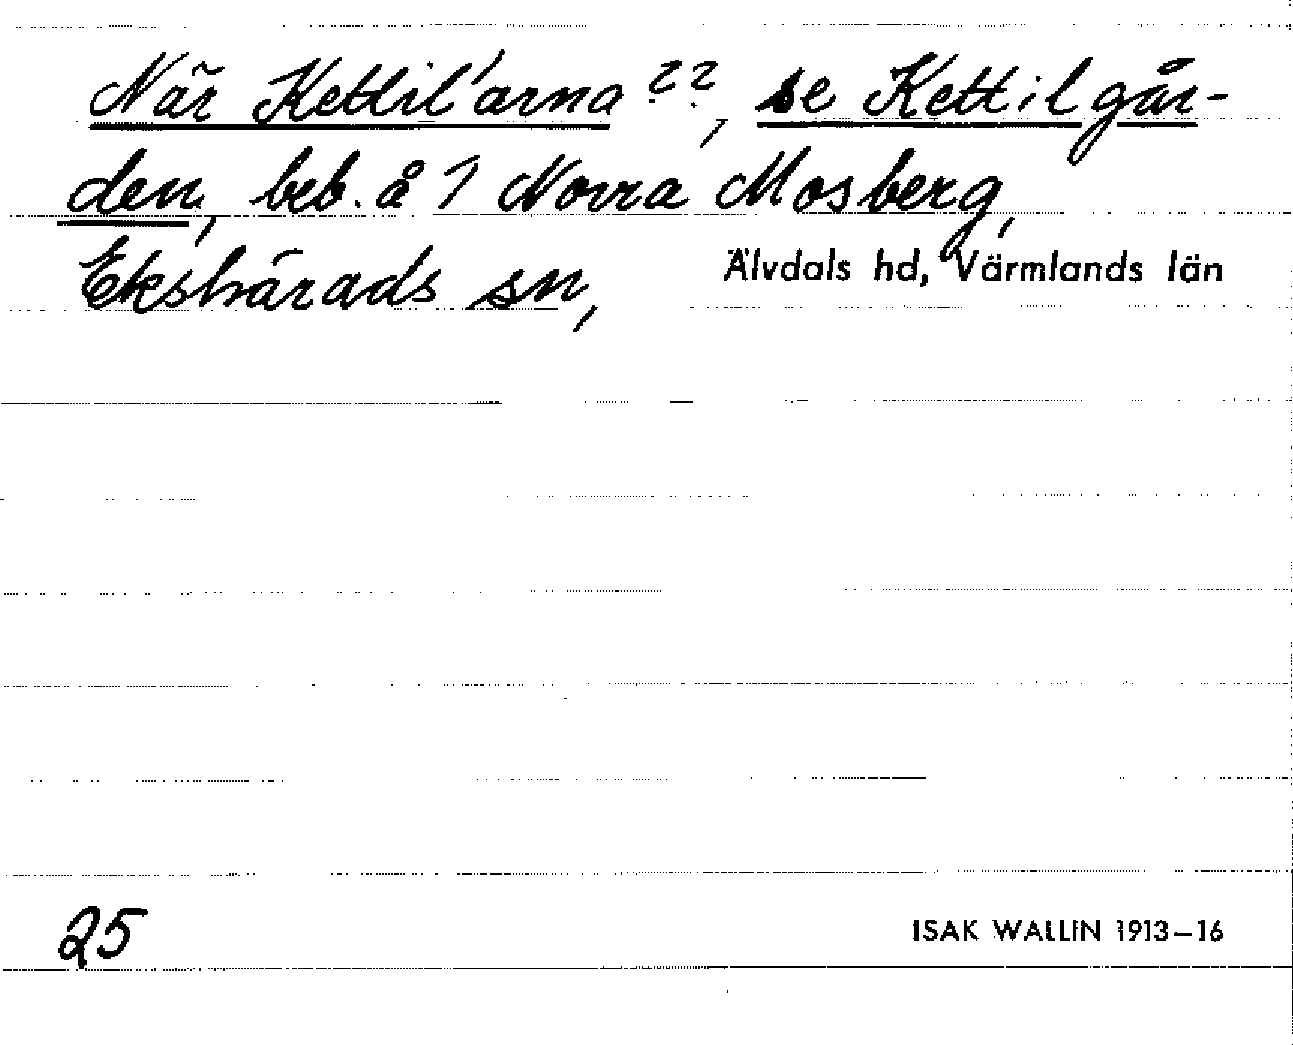 När Kettil'arna ??, se Kettilgår-
den, beb. å 1 Norra Mosberg,
Ekshärads sn, Älvdals hd, Värmlands län
25 ISAK WALLIN 1913–16